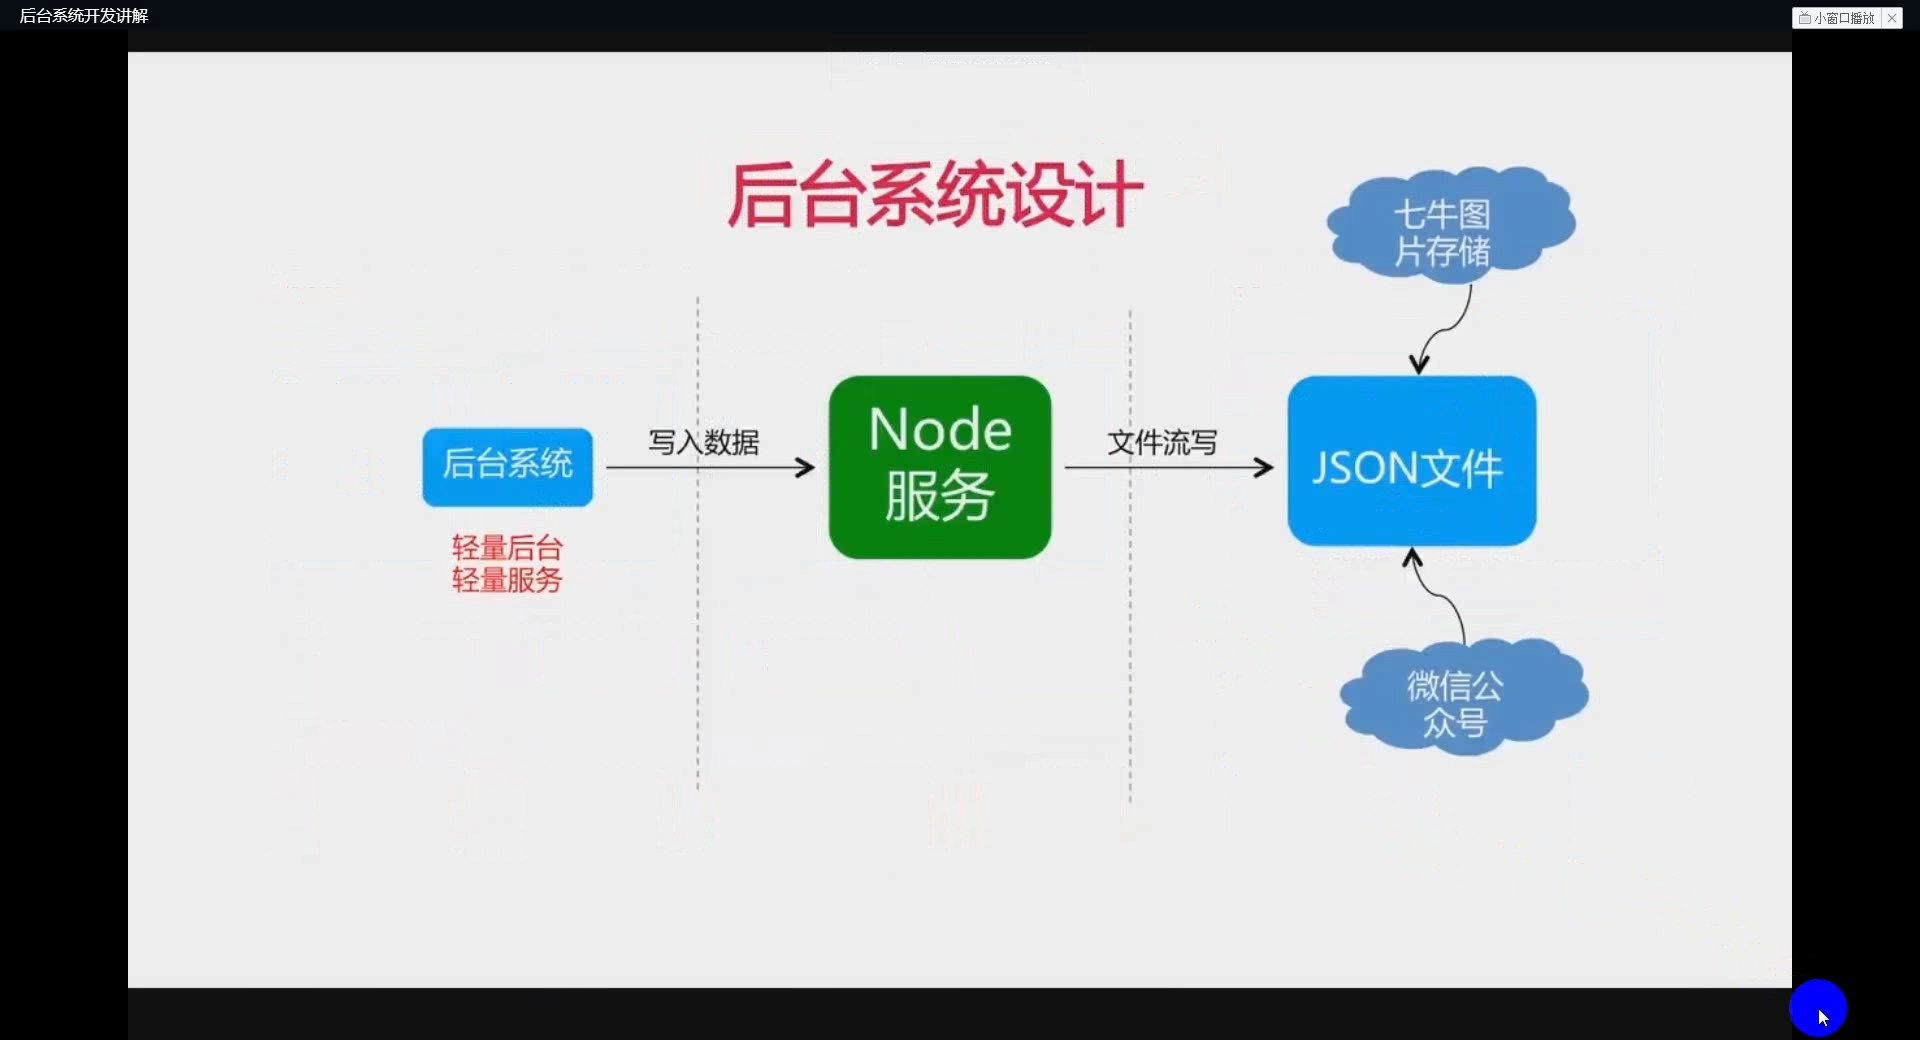 后台系统开发讲解
小窗口播放
后台系统设计
七牛图
片存储
写入数据
文件流写
Node
服务
后台系统
JSON文件
轻量后台
轻量服务
微信公
众号